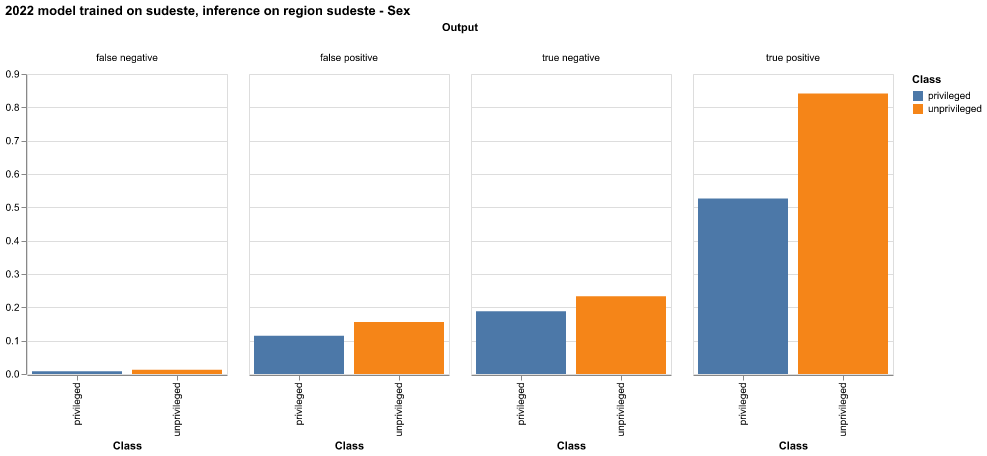 2022 model trained on sudeste, inference on region sudeste - Sex
Output
false negative
false positive
true negative
true positive
0.9
0.8
0.7
0.6
0.5
0.4
0.3
0.2
0.1
0.0
privileged
unprivileged
privileged
unprivileged
privileged
unprivileged
privileged
unprivileged
Class
Class
Class
Class
Class
privileged
unprivileged